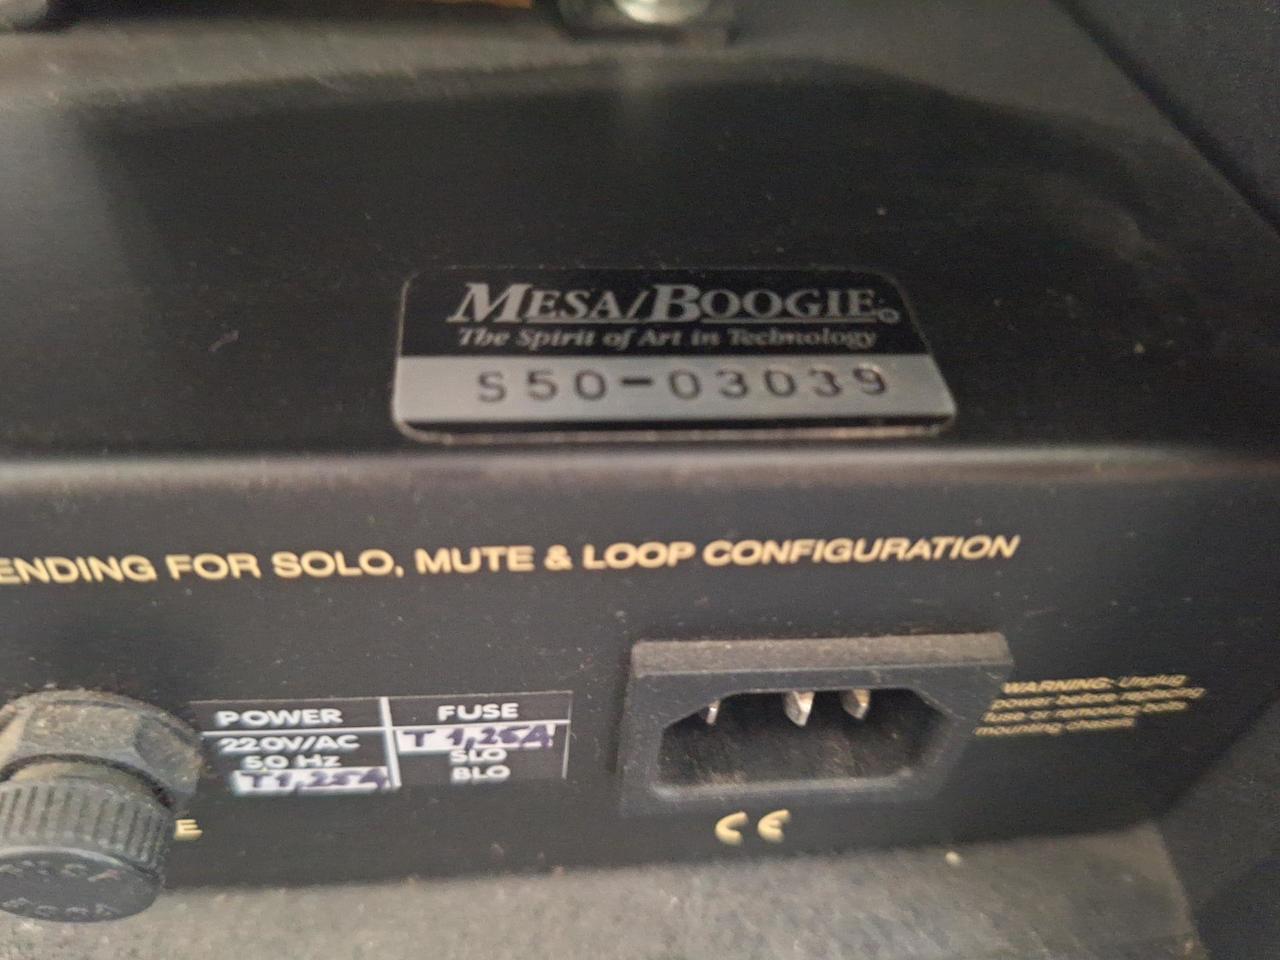 MESA/BOOGIE®
The Spirit of Art in Technology
S50-03039
ENDING FOR SOLO, MUTE & LOOP CONFIGURATION
POWER
220V/AC
50 Hz
T1,25A
FUSE
T 1,25A
SLO
BLO
WARNING: Unplug
power before replacing
fuse or removing bolts
mounting chassis.
E
CE